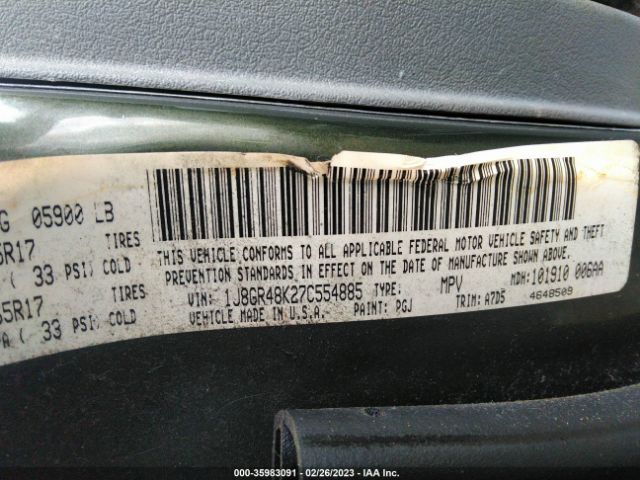 G 05900 LB
5R17 TIRES
( 33 PSI) COLD
65R17 TIRES
A ( 33 PSI) COLD
THIS VEHICLE CONFORMS TO ALL APPLICABLE FEDERAL MOTOR VEHICLE SAFETY AND THEFT
PREVENTION STANDARDS IN EFFECT ON THE DATE OF MANUFACTURE SHOWN ABOVE.
VIN: 1J8GR48K27C554885 TYPE: MPV MDH:101910 006AA
VEHICLE MADE IN U.S.A. PAINT: PGJ TRIM: A7D5 4648509
000-35983091 - 02/26/2023 - IAA Inc.